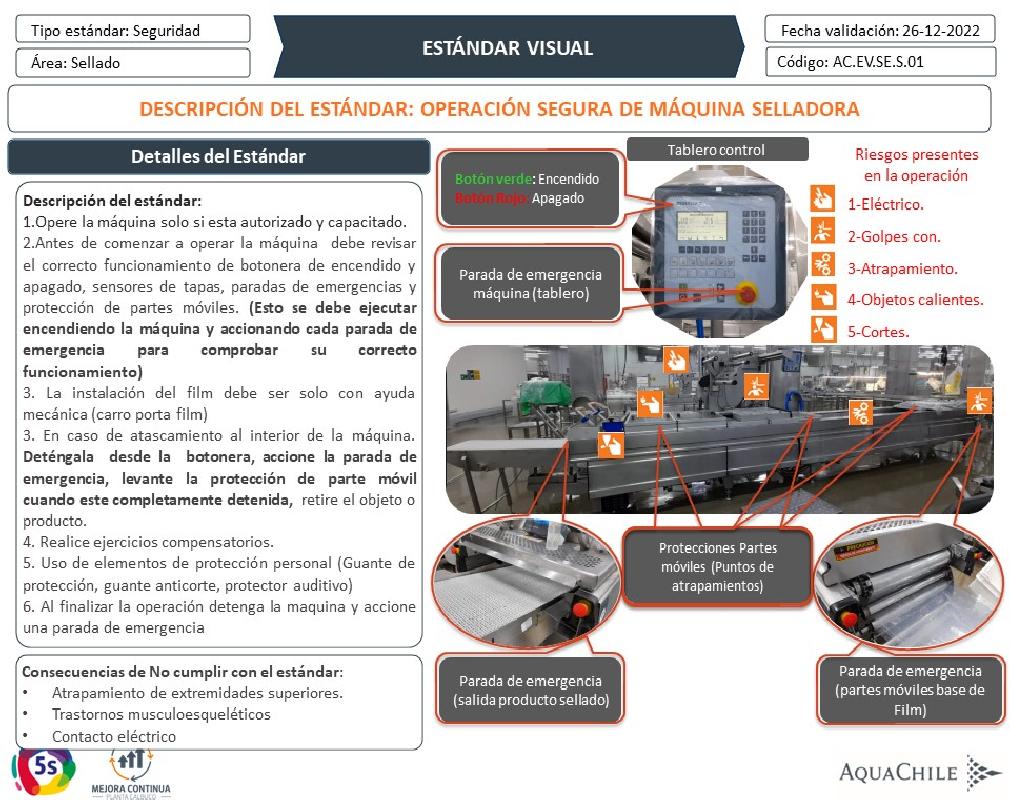 Tipo estándar: Seguridad
Área: Sellado
ESTÁNDAR VISUAL
Fecha validación: 26-12-2022
Código: AC.EV.SE.S.01
DESCRIPCIÓN DEL ESTÁNDAR: OPERACIÓN SEGURA DE MÁQUINA SELLADORA
Detalles del Estándar
Descripción del estándar:
1.Opere la máquina solo si esta autorizado y capacitado.
2.Antes de comenzar a operar la máquina debe revisar
el correcto funcionamiento de botonera de encendido y
apagado, sensores de tapas, paradas de emergencias y
protección de partes móviles. (Esto se debe ejecutar
encendiendo la máquina y accionando cada parada de
emergencia para comprobar su correcto
funcionamiento)
3. La instalación del film debe ser solo con ayuda
mecánica (carro porta film)
3. En caso de atascamiento al interior de la máquina.
Deténgala desde la botonera, accione la parada de
emergencia, levante la protección de parte móvil
cuando este completamente detenida, retire el objeto o
producto.
4. Realice ejercicios compensatorios.
5. Uso de elementos de protección personal (Guante de
protección, guante anticorte, protector auditivo)
6. Al finalizar la operación detenga la maquina y accione
una parada de emergencia
Consecuencias de No cumplir con el estándar:
• Atrapamiento de extremidades superiores.
• Trastornos musculoesqueléticos
• Contacto eléctrico
Botón verde: Encendido
Botón Rojo: Apagado
Parada de emergencia
máquina (tablero)
Tablero control
Riesgos presentes
en la operación
1-Eléctrico.
2-Golpes con.
3-Atrapamiento.
4-Objetos calientes.
5-Cortes.
Protecciones Partes
móviles (Puntos de
atrapamientos)
Parada de emergencia
(salida producto sellado)
Parada de emergencia
(partes móviles base de
Film)
5s
MEJORA CONTINUA
PLANTA CALBUCO
AQUACHILE